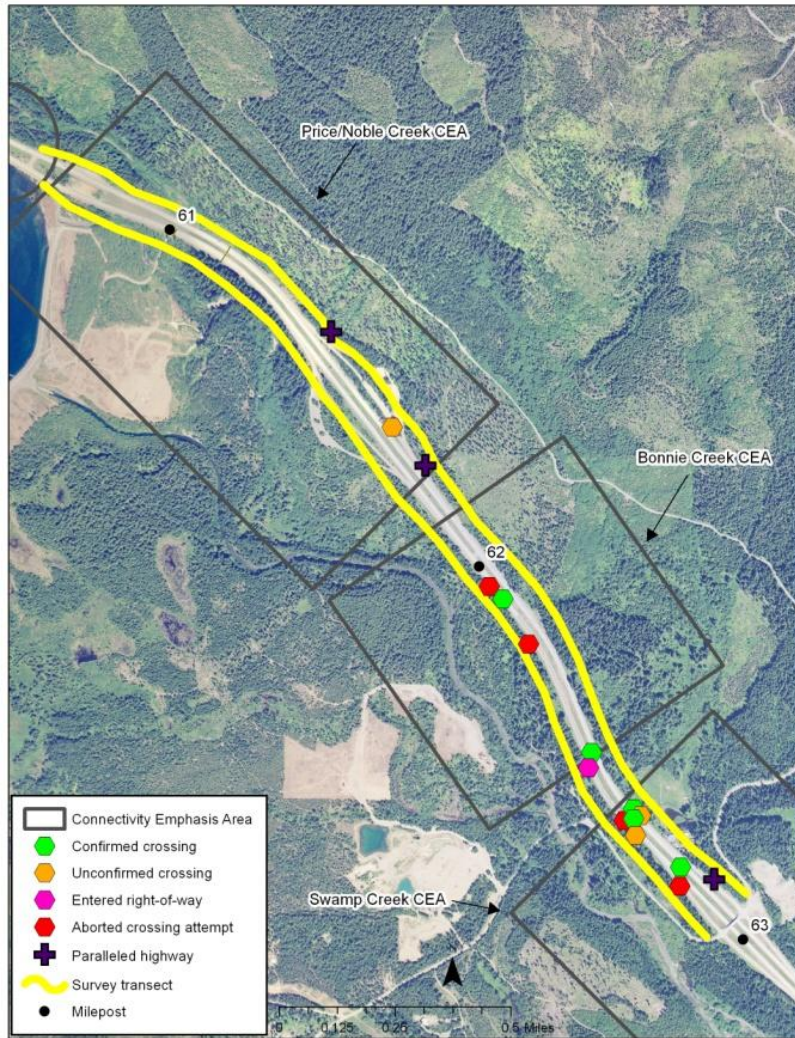 Price/Noble Creek CEA
61
Bonnie Creek CEA
62
Swamp Creek CEA
63
Connectivity Emphasis Area
Confirmed crossing
Unconfirmed crossing
Entered right-of-way
Aborted crossing attempt
Paralleled highway
Survey transect
Milepost
0 0.125 0.25 0.5 Miles